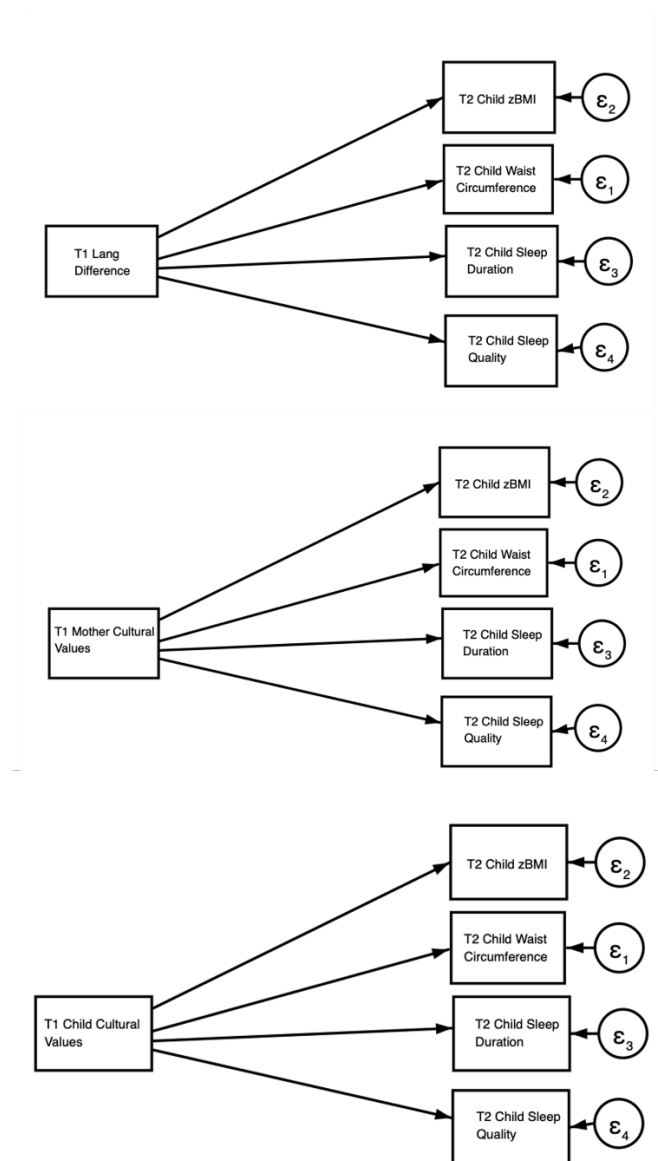 T2 Child zBMI
ε2
T2 Child Waist
Circumference
ε1
T1 Lang
Difference
T2 Child Sleep
Duration
ε3
T2 Child Sleep
Quality
ε4
T2 Child zBMI
ε2
T2 Child Waist
Circumference
ε1
T1 Mother Cultural
Values
T2 Child Sleep
Duration
ε3
T2 Child Sleep
Quality
ε4
T2 Child zBMI
ε2
T2 Child Waist
Circumference
ε1
T1 Child Cultural
Values
T2 Child Sleep
Duration
ε3
T2 Child Sleep
Quality
ε4